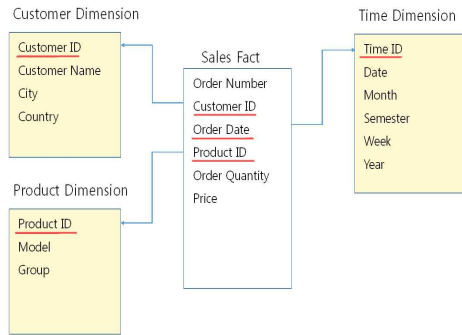 Customer Dimension
Customer ID
Customer Name
City
Country
Product Dimension
Product ID
Model
Group
Sales Fact
Order Number
Customer ID
Order Date
Product ID
Order Quantity
Price
Time Dimension
Time ID
Date
Month
Semester
Week
Year